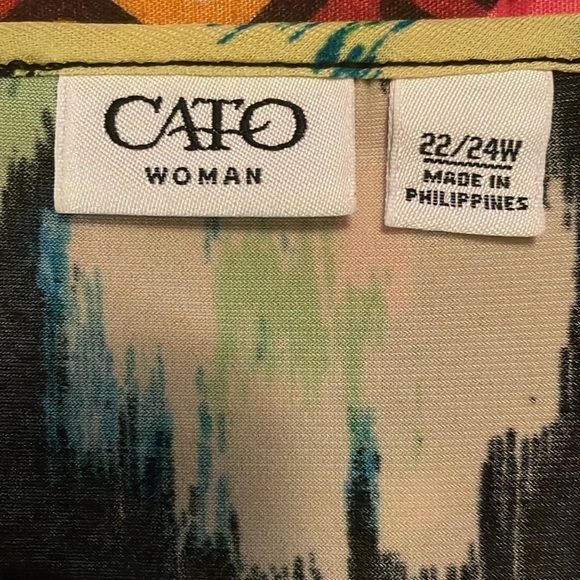 CATO
WOMAN
22/24W
MADE IN
PHILIPPINES